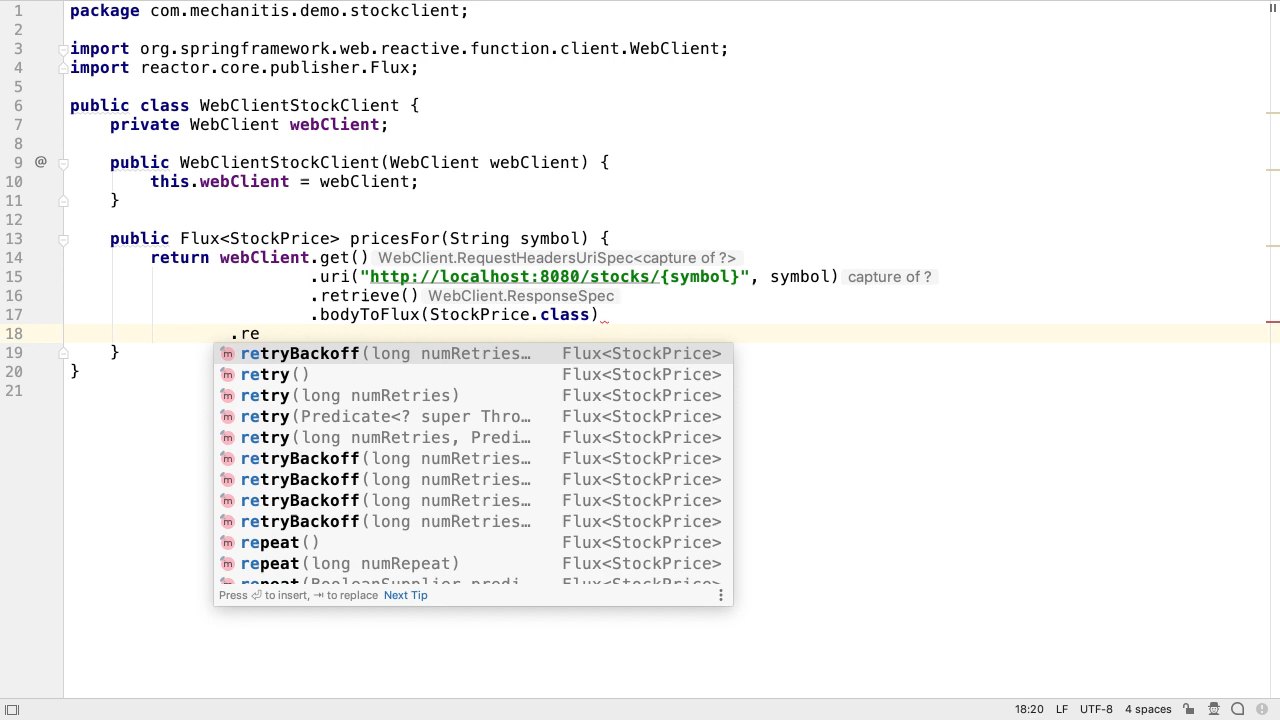 1 package com.mechanitis.demo.stockclient;
2
3 import org.springframework.web.reactive.function.client.WebClient;
4 import reactor.core.publisher.Flux;
5
6 public class WebClientStockClient {
7 private WebClient webClient;
8
9 @ public WebClientStockClient(WebClient webClient) {
10 this.webClient = webClient;
11 }
12
13 public Flux<StockPrice> pricesFor(String symbol) {
14 return webClient.get() WebClient.RequestHeadersUriSpec<capture of ?>
15 .uri("http://localhost:8080/stocks/{symbol}", symbol) capture of ?
16 .retrieve() WebClient.ResponseSpec
17 .bodyToFlux(StockPrice.class)
18 .re
19 }
20 }
21
m retryBackoff(long numRetries… Flux<StockPrice>
m retry() Flux<StockPrice>
m retry(long numRetries) Flux<StockPrice>
m retry(Predicate<? super Thro… Flux<StockPrice>
m retry(long numRetries, Predi… Flux<StockPrice>
m retryBackoff(long numRetries… Flux<StockPrice>
m retryBackoff(long numRetries… Flux<StockPrice>
m retryBackoff(long numRetries… Flux<StockPrice>
m retryBackoff(long numRetries… Flux<StockPrice>
m repeat() Flux<StockPrice>
m repeat(long numRepeat) Flux<StockPrice>
m repeat(BooleanSupplier predi… Flux<StockPrice>
Press ⏎ to insert, ⇥ to replace Next Tip
18:20 LF UTF-8 4 spaces